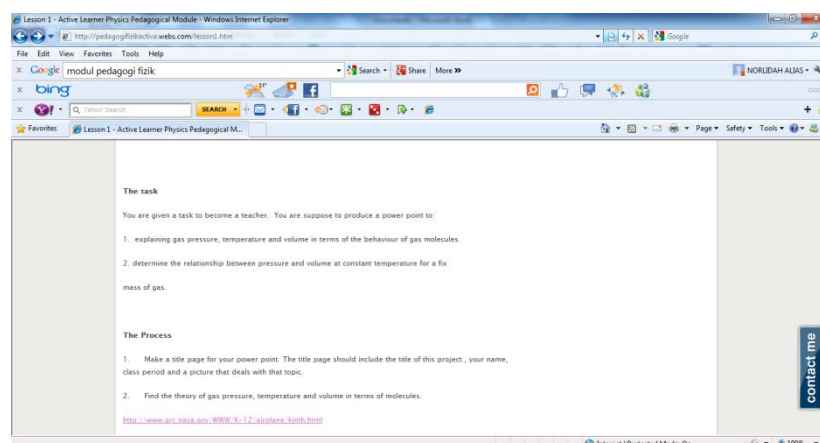 Lesson 1 - Active Learner Physics Pedagogical Module - Windows Internet Explorer
http://pedagogifizikactive.webs.com/lesson1.htm
Google
File Edit View Favorites Tools Help
x Google modul pedagogi fizik Search Share More »
NORLIDAH ALIAS
x bing
x Y! Yahoo! Search SEARCH
Favorites Lesson 1 - Active Learner Physics Pedagogical M...
Page Safety Tools
The task
You are given a task to become a teacher. You are suppose to produce a power point to:
1. explaining gas pressure, temperature and volume in terms of the behaviour of gas molecules.
2. determine the relationship between pressure and volume at constant temperature for a fix
mass of gas.
The Process
1. Make a title page for your power point. The title page should include the title of this project , your name,
class period and a picture that deals with that topic.
2. Find the theory of gas pressure, temperature and volume in terms of molecules.
http://www.grc.nasa.gov/WWW/K-12/airplane/kinth.html
contact me
100%